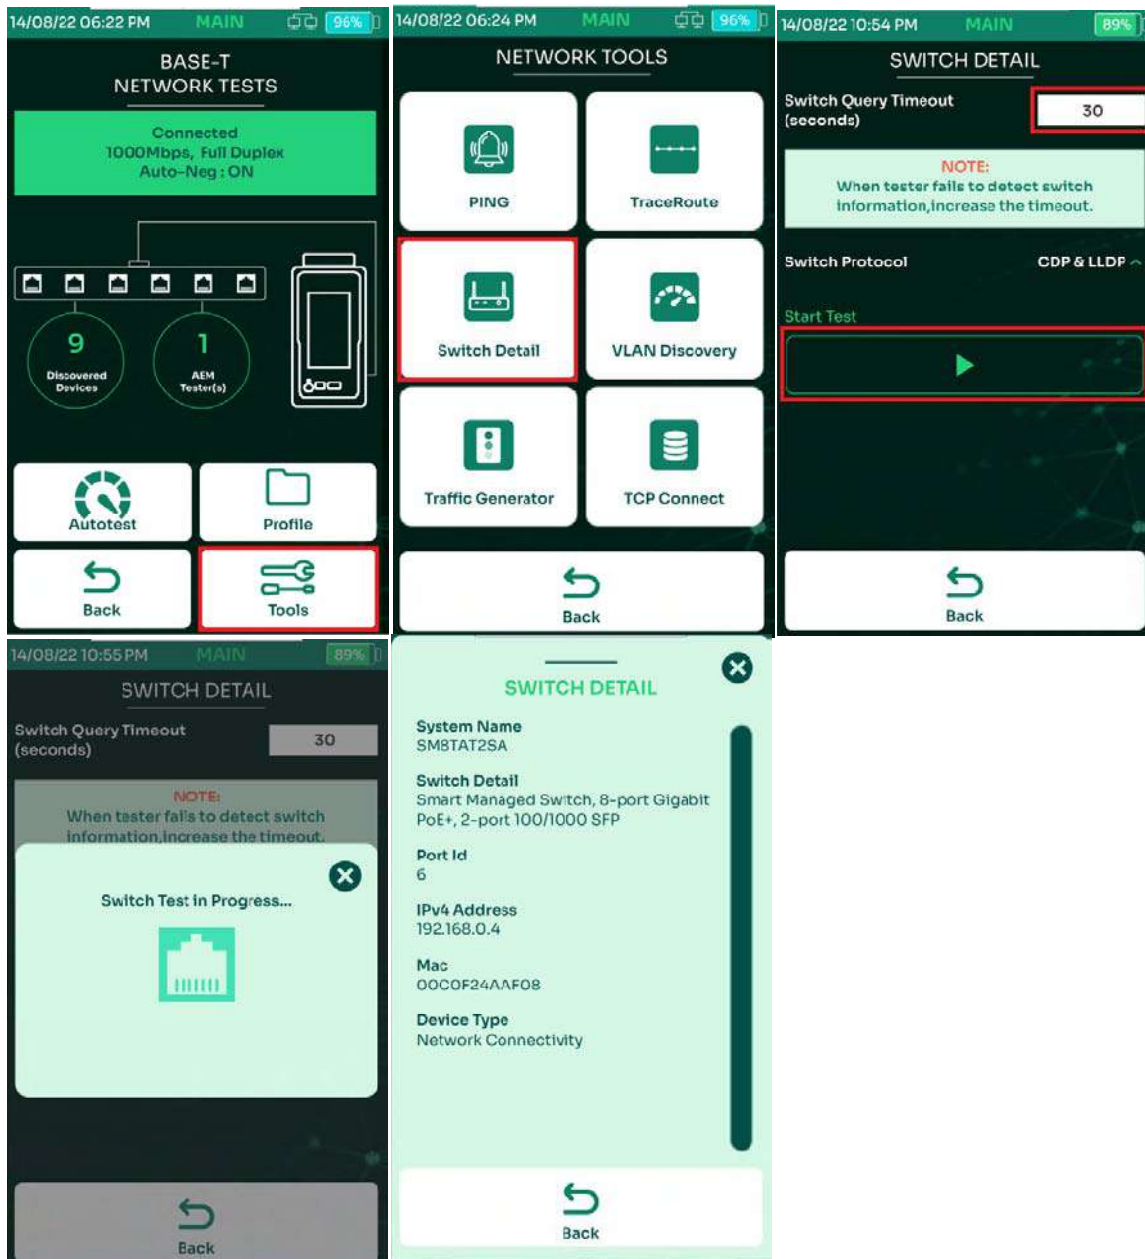 14/08/22 06:22 PM MAIN 96%
BASE-T
NETWORK TESTS
Connected
1000Mbps, Full Duplex
Auto-Neg : ON
9
Discovered
Devices
1
AEM
Tester(s)
Autotest
Profile
Back
Tools
14/08/22 06:24 PM MAIN 96%
NETWORK TOOLS
PING
TraceRoute
Switch Detail
VLAN Discovery
Traffic Generator
TCP Connect
Back
14/08/22 10:54 PM MAIN 89%
SWITCH DETAIL
Switch Query Timeout
(seconds)
30
NOTE:
When tester fails to detect switch
information,increase the timeout.
Switch Protocol
CDP & LLDP
Start Test
Back
14/08/22 10:55 PM MAIN 89%
SWITCH DETAIL
Switch Query Timeout
(seconds)
30
NOTE:
When tester fails to detect switch
information,increase the timeout.
Switch Test in Progress...
Back
SWITCH DETAIL
System Name
SM8TAT2SA
Switch Detail
Smart Managed Switch, 8-port Gigabit
PoE+, 2-port 100/1000 SFP
Port Id
6
IPv4 Address
192.168.0.4
Mac
00C0F24AAF08
Device Type
Network Connectivity
Back